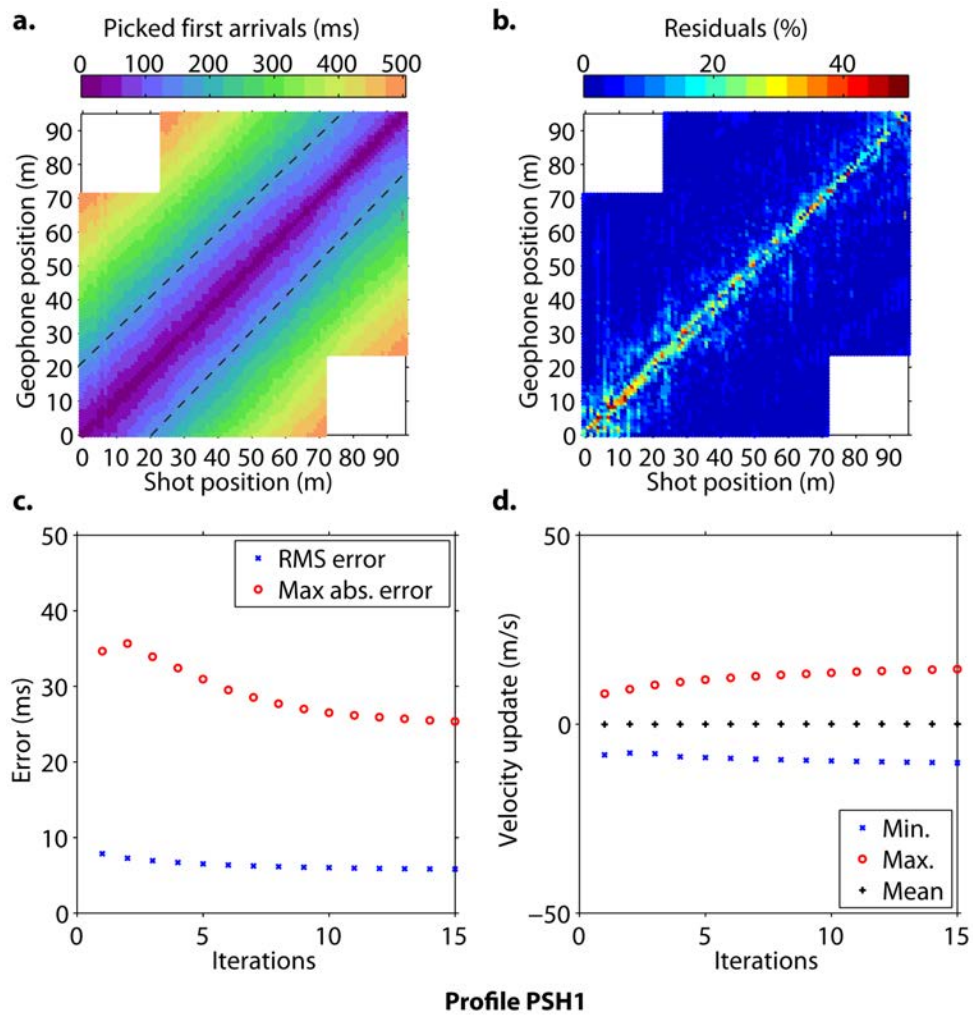 a.
Picked first arrivals (ms)
0 100 200 300 400 500
Geophone position (m)
90
80
70
60
50
40
30
20
10
0
0 10 20 30 40 50 60 70 80 90
Shot position (m)
b.
Residuals (%)
0 20 40
Geophone position (m)
90
80
70
60
50
40
30
20
10
0
0 10 20 30 40 50 60 70 80 90
Shot position (m)
c.
Error (ms)
50
40
30
20
10
0
0 5 10 15
Iterations
RMS error
Max abs. error
d.
Velocity update (m/s)
50
0
−50
0 5 10 15
Iterations
Min.
Max.
Mean
Profile PSH1